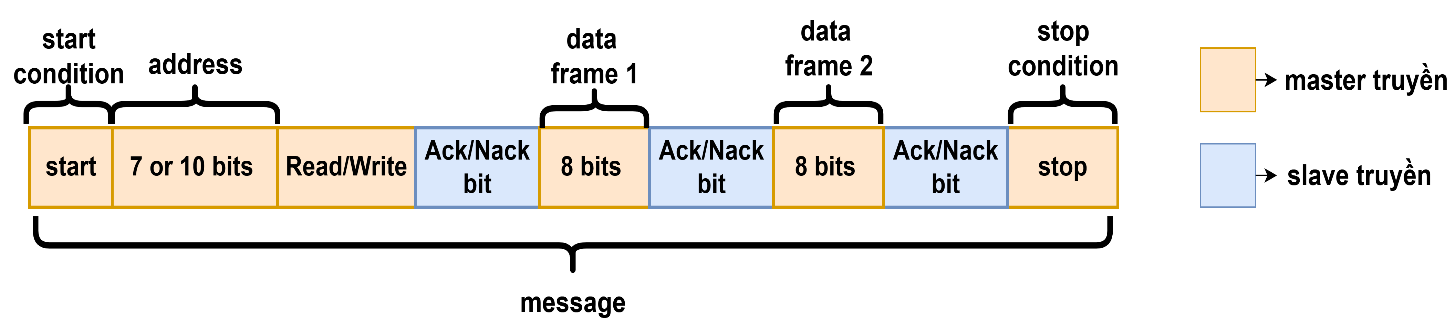 start
condition
address
data
frame 1
data
frame 2
stop
condition
start
7 or 10 bits
Read/Write
Ack/Nack
bit
8 bits
Ack/Nack
bit
8 bits
Ack/Nack
bit
stop
message
master truyền
slave truyền